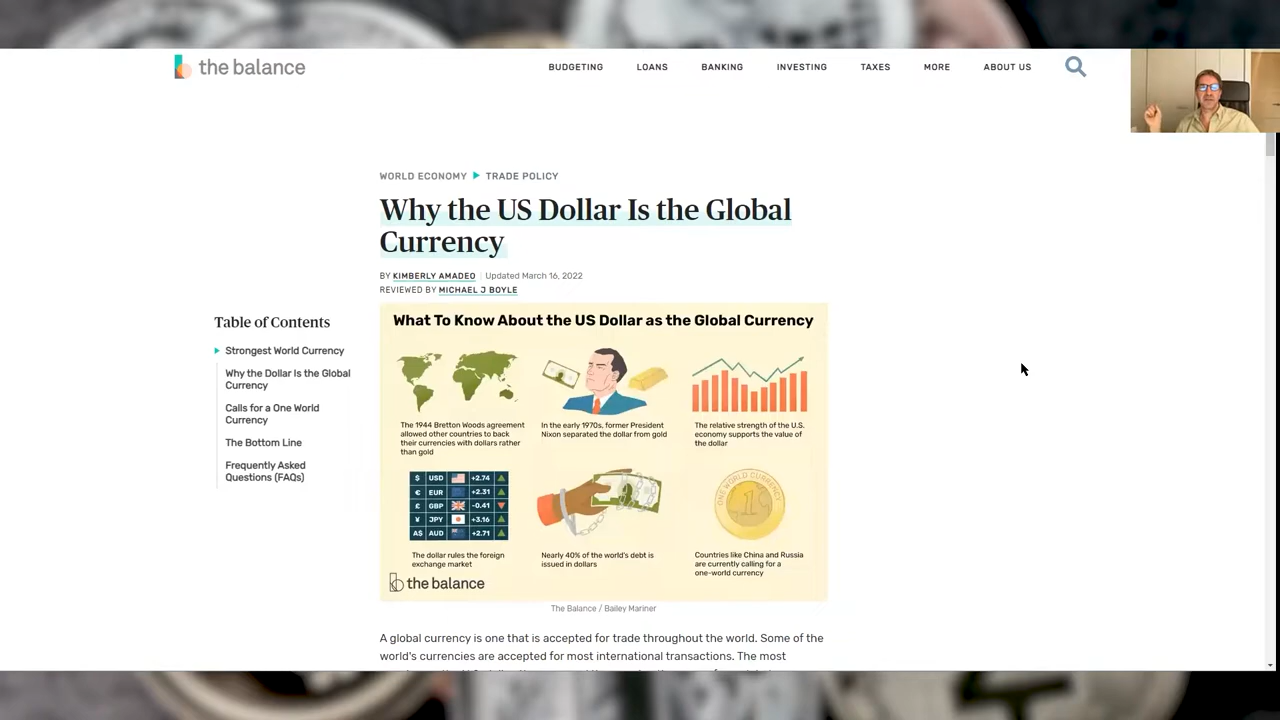 the balance
BUDGETING LOANS BANKING INVESTING TAXES MORE ABOUT US
WORLD ECONOMY TRADE POLICY
Why the US Dollar Is the Global
Currency
BY KIMBERLY AMADEO Updated March 16, 2022
REVIEWED BY MICHAEL J BOYLE
Table of Contents
Strongest World Currency
Why the Dollar Is the Global
Currency
Calls for a One World
Currency
The Bottom Line
Frequently Asked
Questions (FAQs)
What To Know About the US Dollar as the Global Currency
The 1944 Bretton Woods agreement
allowed other countries to back
their currencies with dollars rather
than gold
In the early 1970s, former President
Nixon separated the dollar from gold
The relative strength of the U.S.
economy supports the value of
the dollar
$ USD +2.74
€ EUR +2.31
£ GBP -0.41
¥ JPY +3.16
A$ AUD +2.71
The dollar rules the foreign
exchange market
Nearly 40% of the world's debt is
issued in dollars
ONE WORLD CURRENCY
1
Countries like China and Russia
are currently calling for a
one-world currency
the balance
The Balance / Bailey Mariner
A global currency is one that is accepted for trade throughout the world. Some of the
world's currencies are accepted for most international transactions. The most